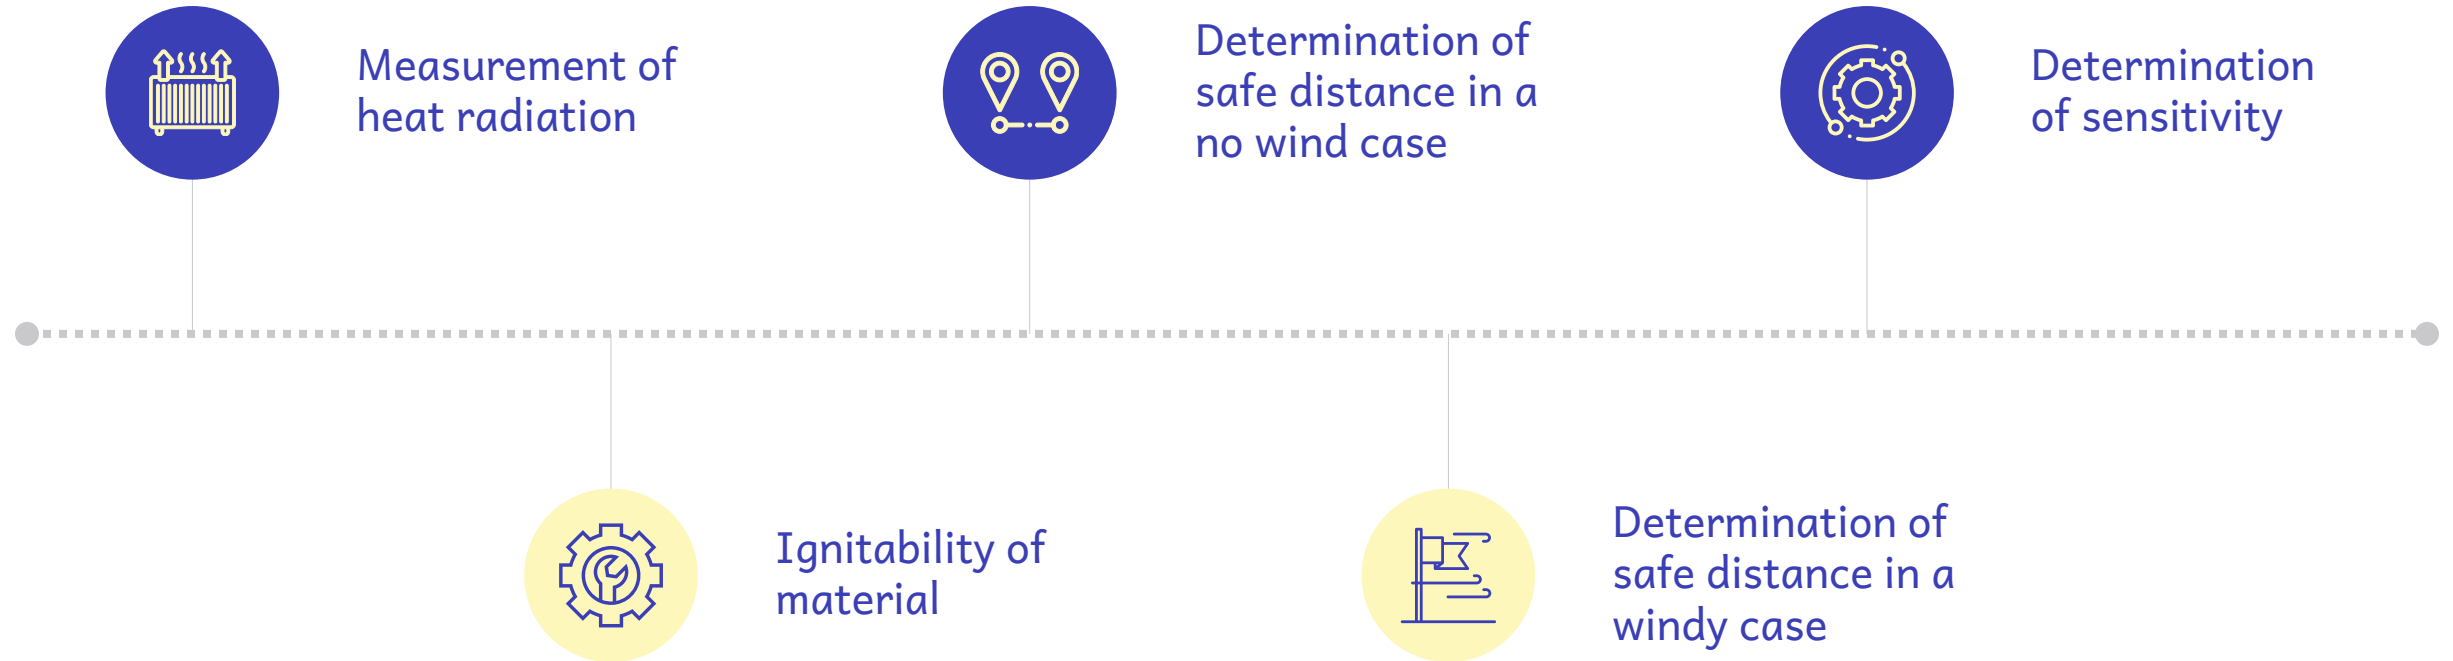 Measurement of
heat radiation
Ignitability of
material
Determination of
safe distance in a
no wind case
Determination of
safe distance in a
windy case
Determination
of sensitivity